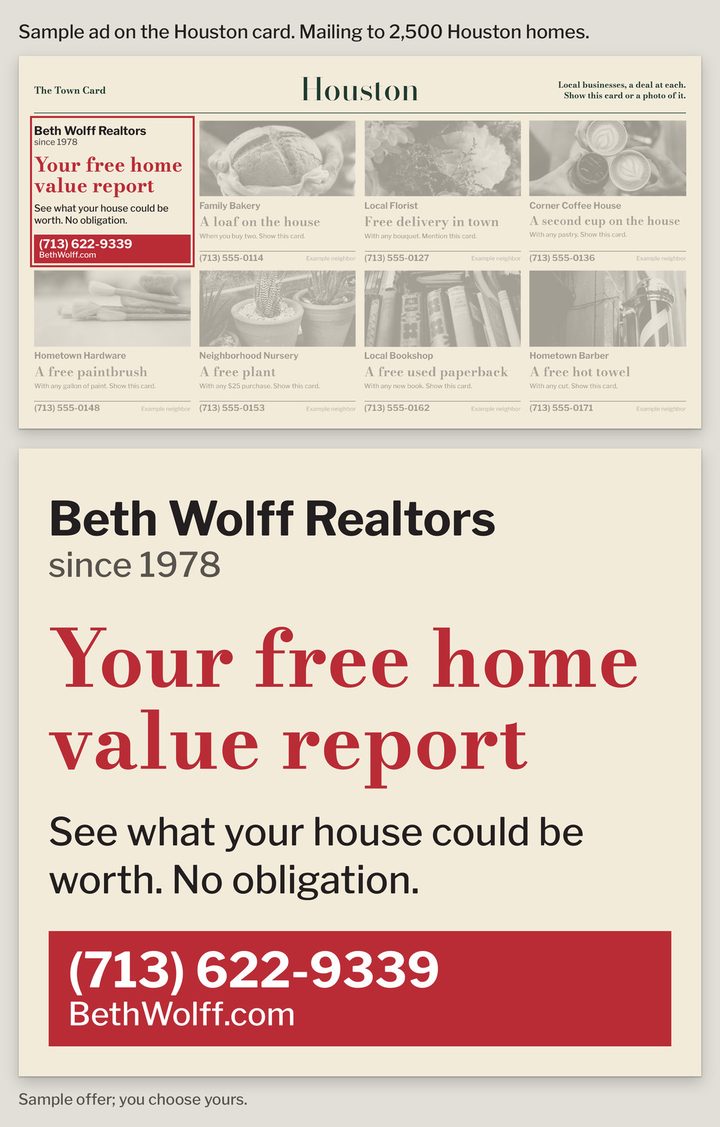 Sample ad on the Houston card. Mailing to 2,500 Houston homes.
The Town Card
Houston
Local businesses, a deal at each.
Show this card or a photo of it.
Beth Wolff Realtors
since 1978
Your free home
value report
See what your house could be
worth. No obligation.
(713) 622-9339
BethWolff.com
Family Bakery
A loaf on the house
When you buy two. Show this card.
(713) 555-0114
Example neighbor
Local Florist
Free delivery in town
With any bouquet. Mention this card.
(713) 555-0127
Example neighbor
Corner Coffee House
A second cup on the house
With any pastry. Show this card.
(713) 555-0136
Example neighbor
Hometown Hardware
A free paintbrush
With any gallon of paint. Show this card.
(713) 555-0148
Example neighbor
Neighborhood Nursery
A free plant
With any $25 purchase. Show this card.
(713) 555-0153
Example neighbor
Local Bookshop
A free used paperback
With any new book. Show this card.
(713) 555-0162
Example neighbor
Hometown Barber
A free hot towel
With any cut. Show this card.
(713) 555-0171
Example neighbor
Beth Wolff Realtors
since 1978
Your free home
value report
See what your house could be
worth. No obligation.
(713) 622-9339
BethWolff.com
Sample offer; you choose yours.